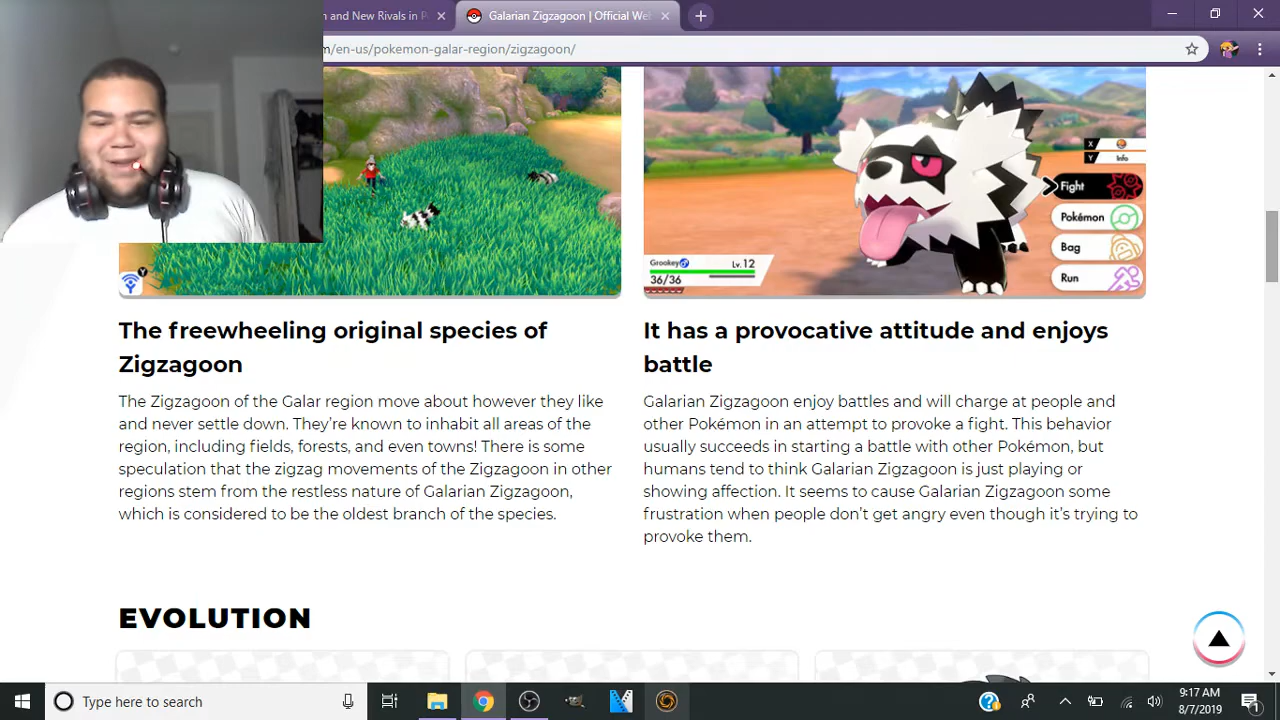 n and New Rivals in P
Galarian Zigzagoon | Official We
m/en-us/pokemon-galar-region/zigzagoon/
Y
X
Y Info
Fight
Pokémon
Bag
Run
Grookey♂ Lv. 12
36/36
The freewheeling original species of
Zigzagoon
The Zigzagoon of the Galar region move about however they like
and never settle down. They’re known to inhabit all areas of the
region, including fields, forests, and even towns! There is some
speculation that the zigzag movements of the Zigzagoon in other
regions stem from the restless nature of Galarian Zigzagoon,
which is considered to be the oldest branch of the species.
It has a provocative attitude and enjoys
battle
Galarian Zigzagoon enjoy battles and will charge at people and
other Pokémon in an attempt to provoke a fight. This behavior
usually succeeds in starting a battle with other Pokémon, but
humans tend to think Galarian Zigzagoon is just playing or
showing affection. It seems to cause Galarian Zigzagoon some
frustration when people don’t get angry even though it’s trying to
provoke them.
EVOLUTION
Type here to search
9:17 AM
8/7/2019
1